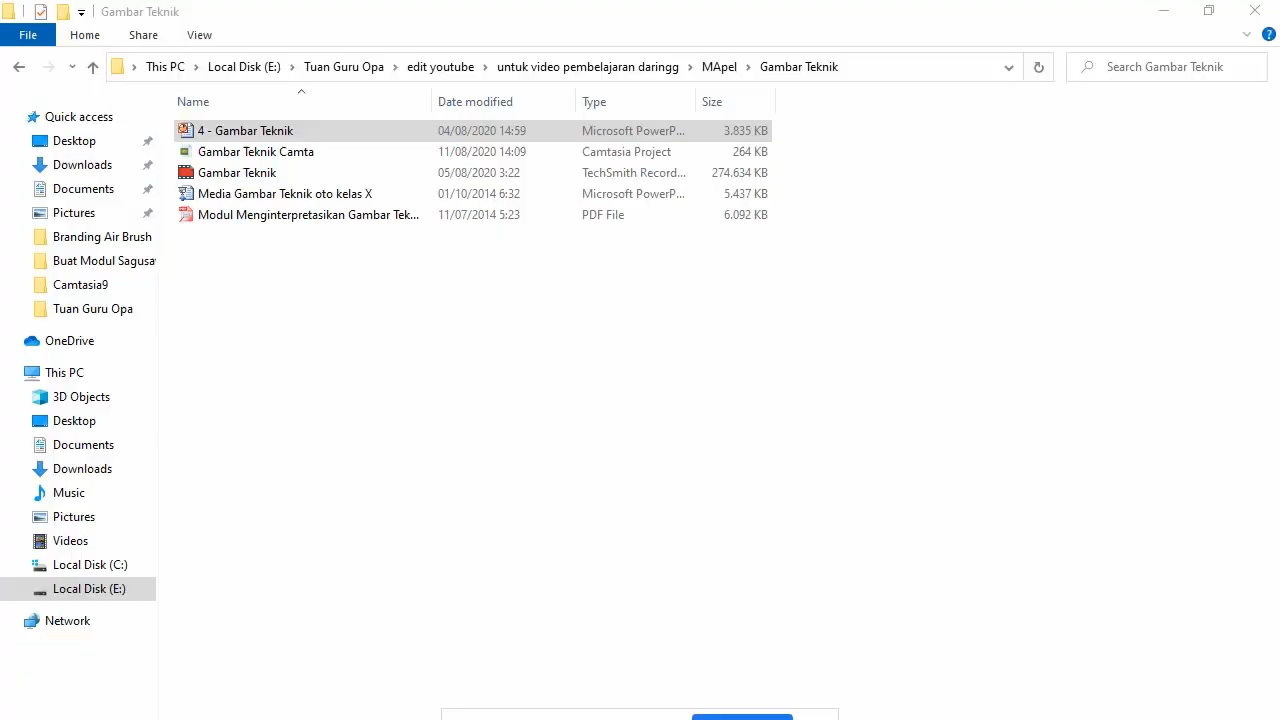 Gambar Teknik
File Home Share View
This PC Local Disk (E:) Tuan Guru Opa edit youtube untuk video pembelajaran daringg MApel Gambar Teknik Search Gambar Teknik
Name Date modified Type Size
4 - Gambar Teknik 04/08/2020 14:59 Microsoft PowerP... 3.835 KB
Gambar Teknik Camta 11/08/2020 14:09 Camtasia Project 264 KB
Gambar Teknik 05/08/2020 3:22 TechSmith Record... 274.634 KB
Media Gambar Teknik oto kelas X 01/10/2014 6:32 Microsoft PowerP... 5.437 KB
Modul Menginterpretasikan Gambar Tek... 11/07/2014 5:23 PDF File 6.092 KB
Quick access
Desktop
Downloads
Documents
Pictures
Branding Air Brush
Buat Modul Sagusa
Camtasia9
Tuan Guru Opa
OneDrive
This PC
3D Objects
Desktop
Documents
Downloads
Music
Pictures
Videos
Local Disk (C:)
Local Disk (E:)
Network